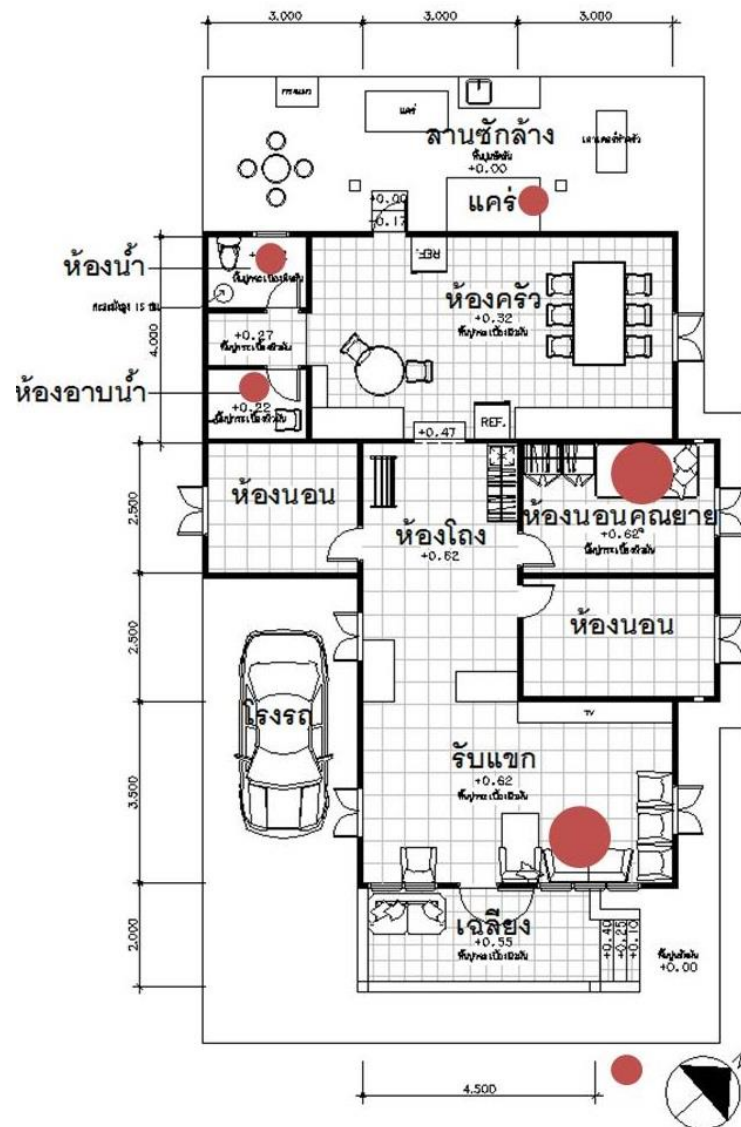 3.000 3.000 3.000
แคร่
ลานซักล้าง
+0.00
แคร่
+0.00
+0.17
REF.
ห้องน้ำ
ห้องครัว
+0.32
4.000
+0.27
ห้องอาบน้ำ
+0.22
+0.47
REF.
2.500
ห้องนอน
ห้องโถง
+0.62
ห้องนอนคุณยาย
+0.62
2.500
ห้องนอน
โรงรถ
TV
3.500
รับแขก
+0.62
2.000
เฉลียง
+0.55
+0.40
+0.25
+0.10
+0.00
4.500